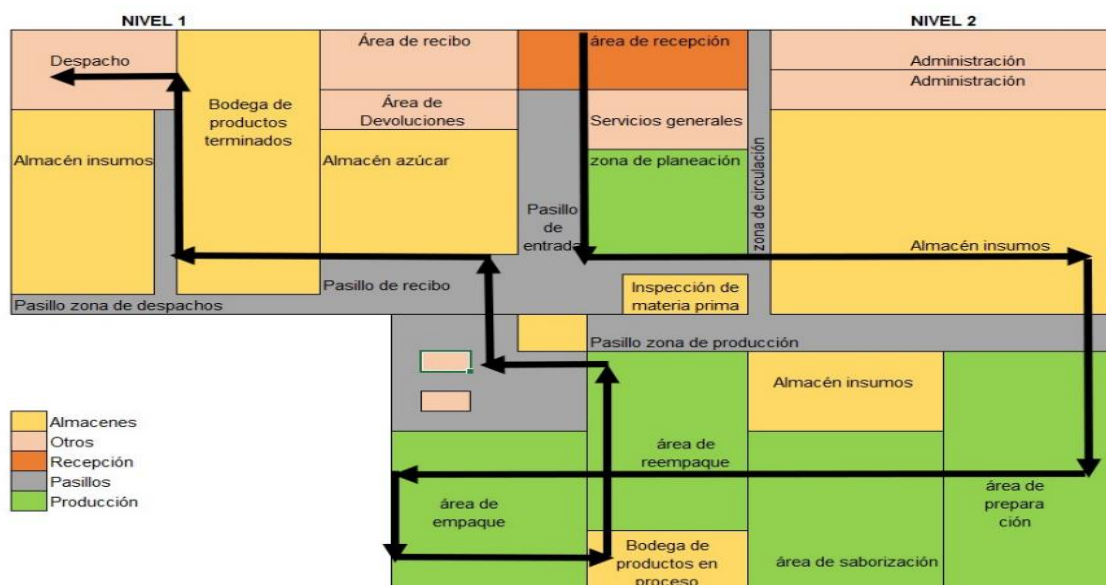 NIVEL 1
NIVEL 2
Despacho
Área de recibo
área de recepción
Administración
Administración
Bodega de
productos
terminados
Área de
Devoluciones
Servicios generales
Almacén insumos
Almacén azúcar
zona de planeación
zona de circulación
Pasillo
de
entrada
Almacén insumos
Pasillo de recibo
Inspección de
materia prima
Pasillo zona de despachos
Pasillo zona de producción
Almacén insumos
Almacenes
Otros
Recepción
Pasillos
Producción
área de
reempaque
área de
empaque
área de
prepara
ción
Bodega de
productos en
proceso
área de saborización